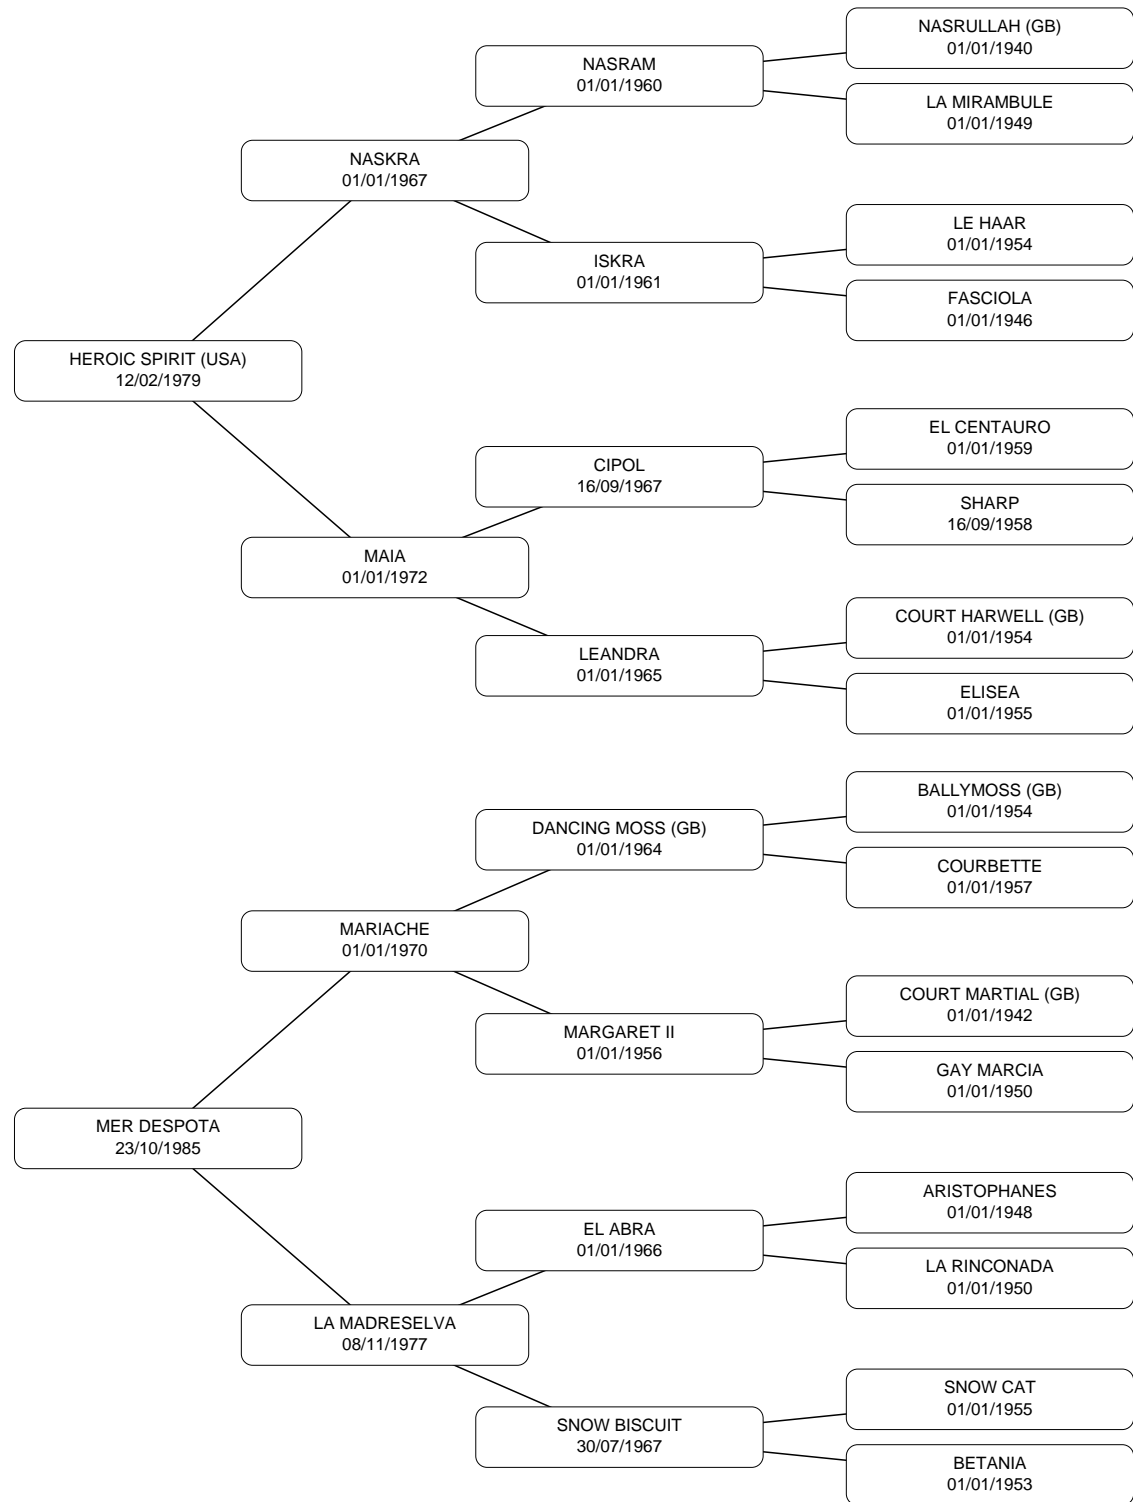 NASRULLAH (GB)
01/01/1940
NASRAM
01/01/1960
LA MIRAMBULE
01/01/1949
NASKRA
01/01/1967
LE HAAR
01/01/1954
ISKRA
01/01/1961
FASCIOLA
01/01/1946
HEROIC SPIRIT (USA)
12/02/1979
EL CENTAURO
01/01/1959
CIPOL
16/09/1967
SHARP
16/09/1958
MAIA
01/01/1972
COURT HARWELL (GB)
01/01/1954
LEANDRA
01/01/1965
ELISEA
01/01/1955
BALLYMOSS (GB)
01/01/1954
DANCING MOSS (GB)
01/01/1964
COURBETTE
01/01/1957
MARIACHE
01/01/1970
COURT MARTIAL (GB)
01/01/1942
MARGARET II
01/01/1956
GAY MARCIA
01/01/1950
MER DESPOTA
23/10/1985
ARISTOPHANES
01/01/1948
EL ABRA
01/01/1966
LA RINCONADA
01/01/1950
LA MADRESELVA
08/11/1977
SNOW CAT
01/01/1955
SNOW BISCUIT
30/07/1967
BETANIA
01/01/1953